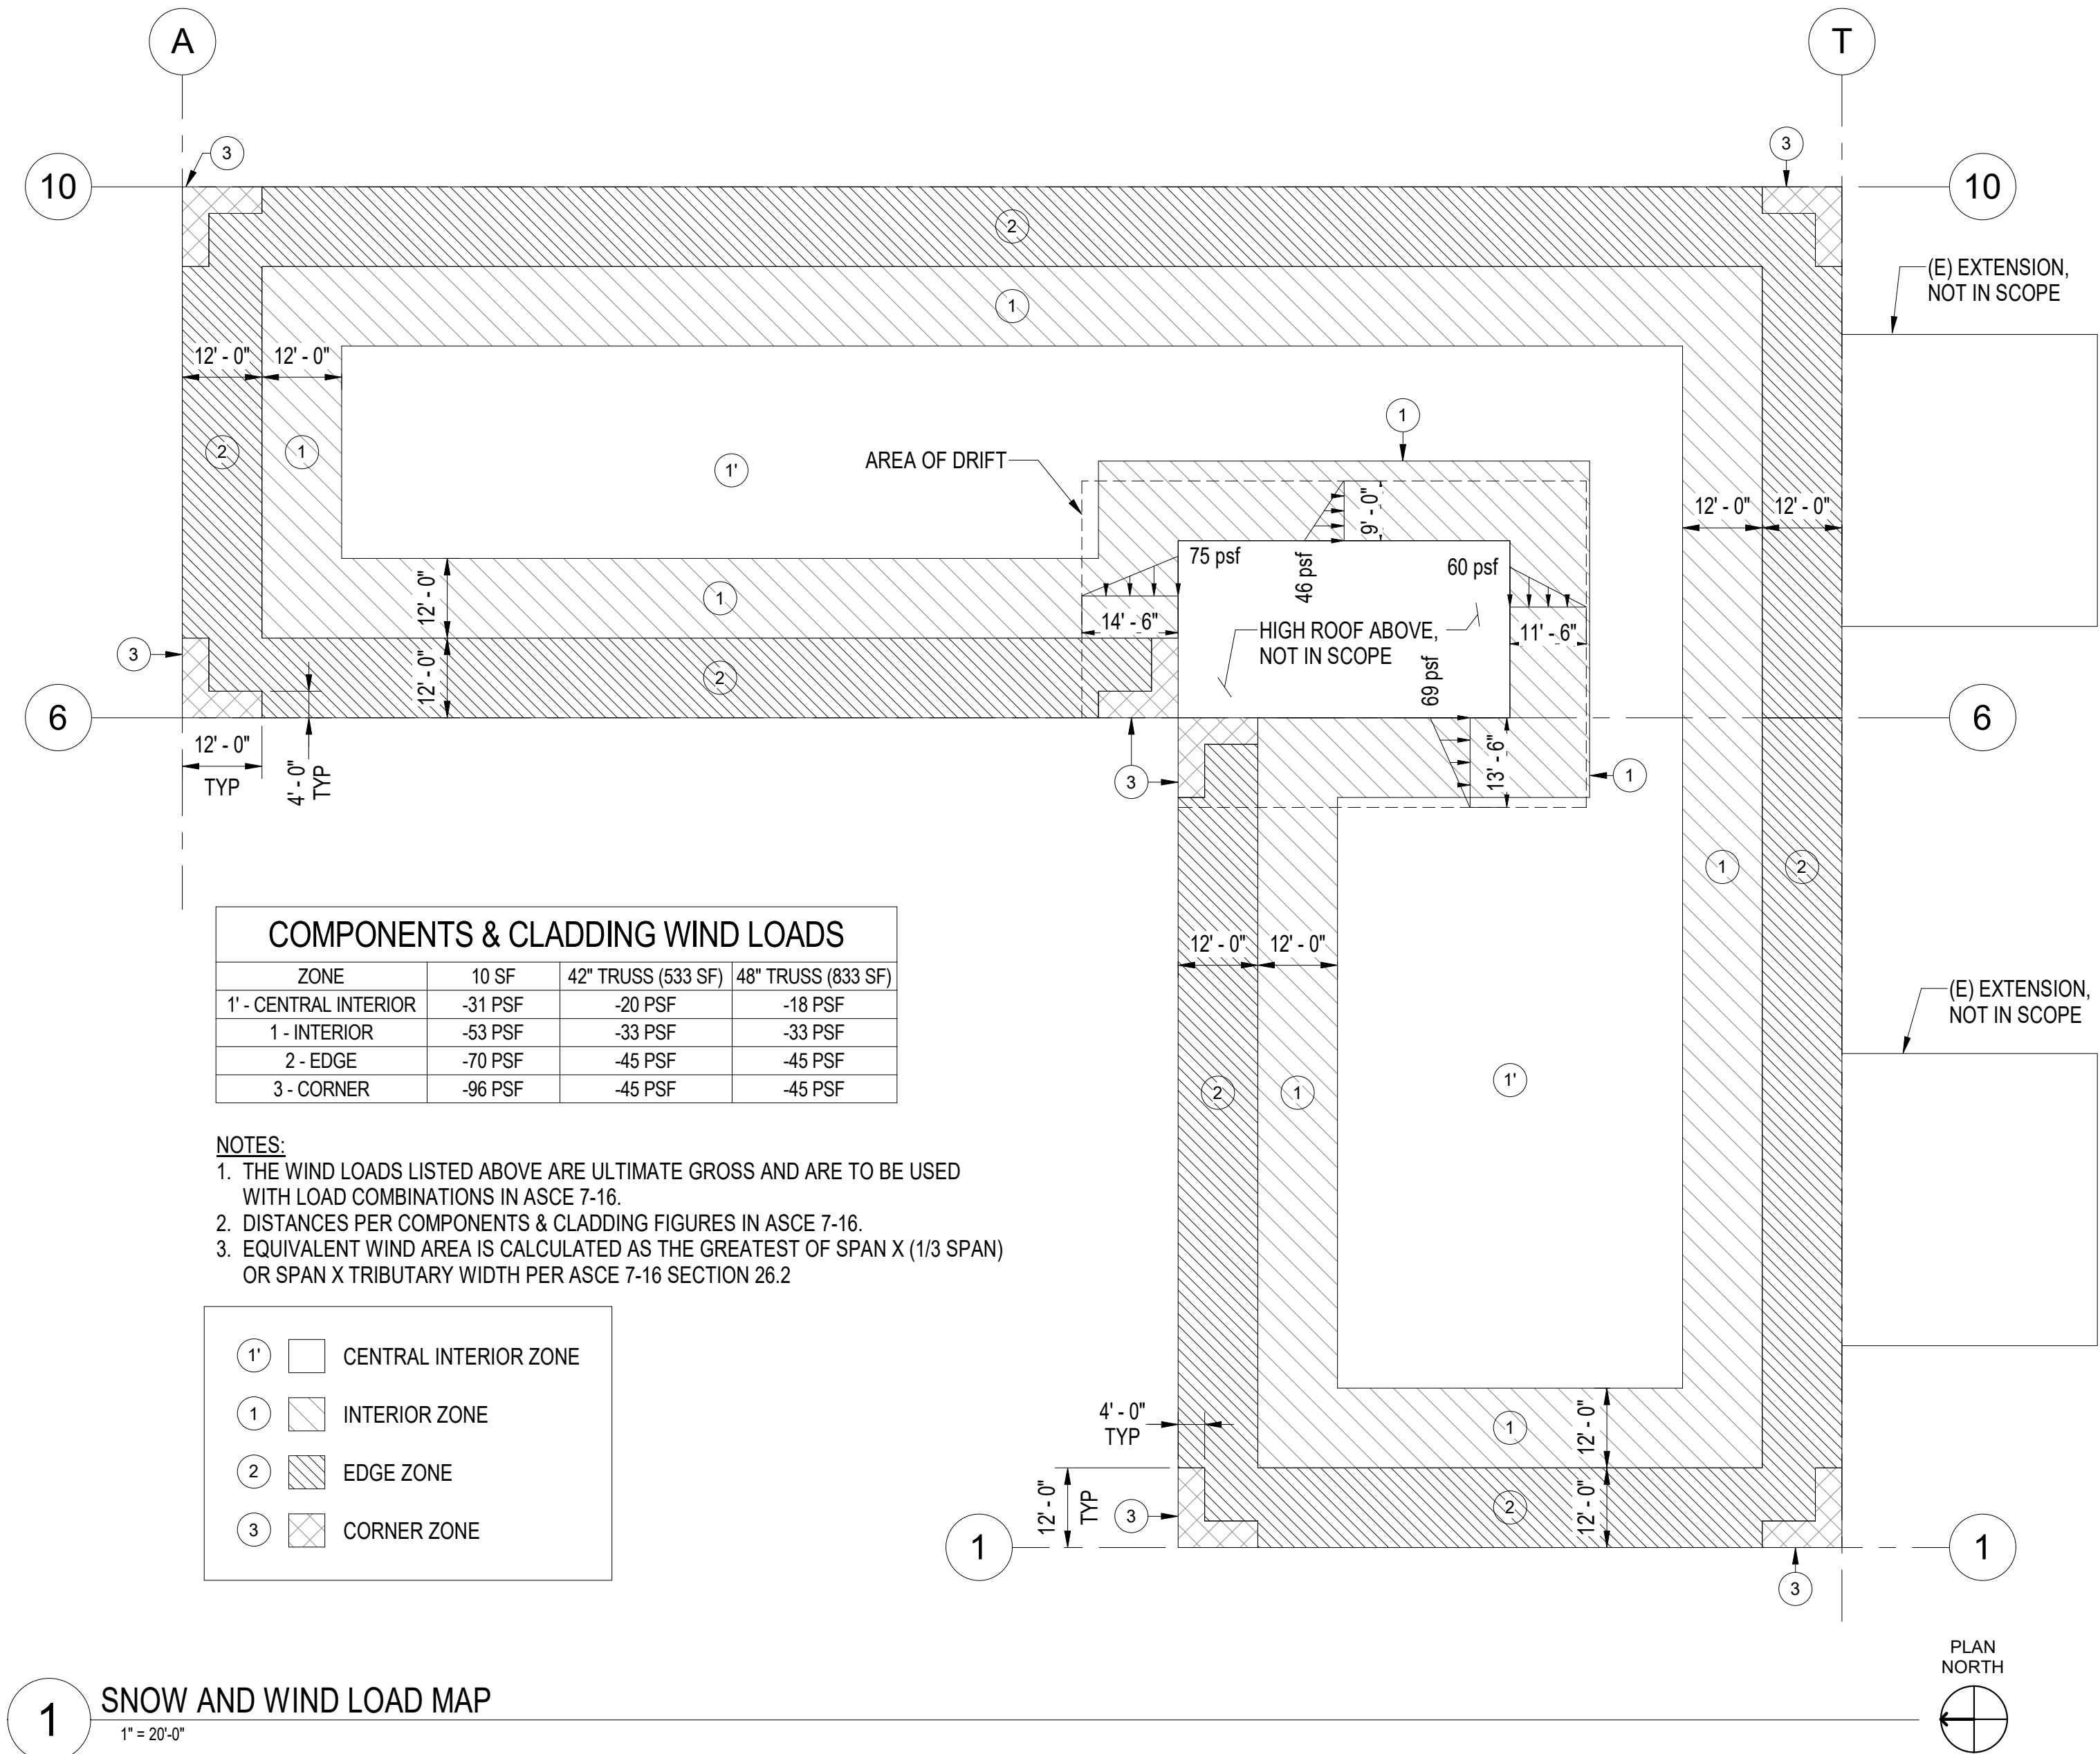 A
T
3
3
10
10
2
(E) EXTENSION,
NOT IN SCOPE
1
12' - 0"
12' - 0"
1
2
1
1'
AREA OF DRIFT
9' - 0"
12' - 0"
12' - 0"
75 psf
46 psf
60 psf
12' - 0"
1
14' - 6"
HIGH ROOF ABOVE,
NOT IN SCOPE
11' - 6"
3
12' - 0"
2
69 psf
6
6
12' - 0"
TYP
4' - 0"
TYP
3
13' - 6"
1
1
2
COMPONENTS & CLADDING WIND LOADS
ZONE 10 SF 42" TRUSS (533 SF) 48" TRUSS (833 SF)
1' - CENTRAL INTERIOR -31 PSF -20 PSF -18 PSF
1 - INTERIOR -53 PSF -33 PSF -33 PSF
2 - EDGE -70 PSF -45 PSF -45 PSF
3 - CORNER -96 PSF -45 PSF -45 PSF
12' - 0"
12' - 0"
(E) EXTENSION,
NOT IN SCOPE
2
1
1'
NOTES:
1. THE WIND LOADS LISTED ABOVE ARE ULTIMATE GROSS AND ARE TO BE USED
WITH LOAD COMBINATIONS IN ASCE 7-16.
2. DISTANCES PER COMPONENTS & CLADDING FIGURES IN ASCE 7-16.
3. EQUIVALENT WIND AREA IS CALCULATED AS THE GREATEST OF SPAN X (1/3 SPAN)
OR SPAN X TRIBUTARY WIDTH PER ASCE 7-16 SECTION 26.2
1' CENTRAL INTERIOR ZONE
1 INTERIOR ZONE
2 EDGE ZONE
3 CORNER ZONE
4' - 0"
TYP
1
12' - 0"
12' - 0"
TYP
3
2
12' - 0"
1
1
3
PLAN
NORTH
1
SNOW AND WIND LOAD MAP
1" = 20'-0"